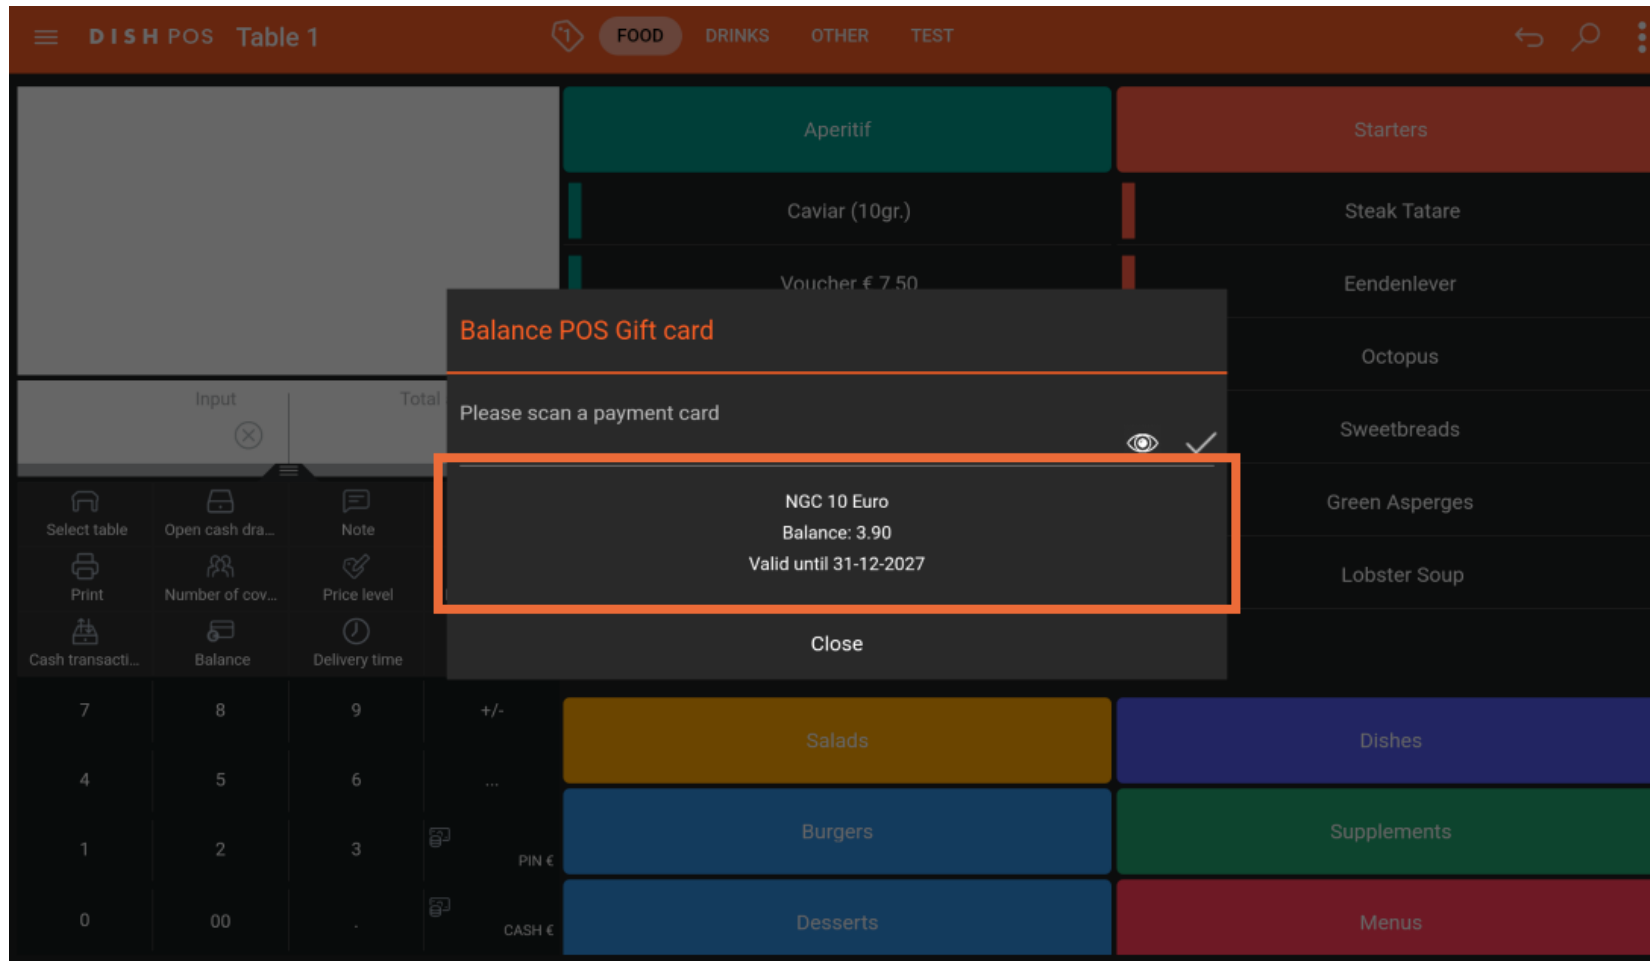 DISH POS Table 1
1
FOOD
DRINKS
OTHER
TEST
Aperitif
Starters
Caviar (10gr.)
Steak Tatare
Voucher € 7.50
Eendenlever
Balance POS Gift card
Octopus
Input
Total
Please scan a payment card
Sweetbreads
NGC 10 Euro
Balance: 3.90
Valid until 31-12-2027
Green Asperges
Select table
Open cash dra...
Note
Print
Number of cov...
Price level
Lobster Soup
Close
Cash transacti...
Balance
Delivery time
7
8
9
+/-
Salads
Dishes
4
5
6
...
Burgers
Supplements
1
2
3
PIN €
0
00
.
CASH €
Desserts
Menus